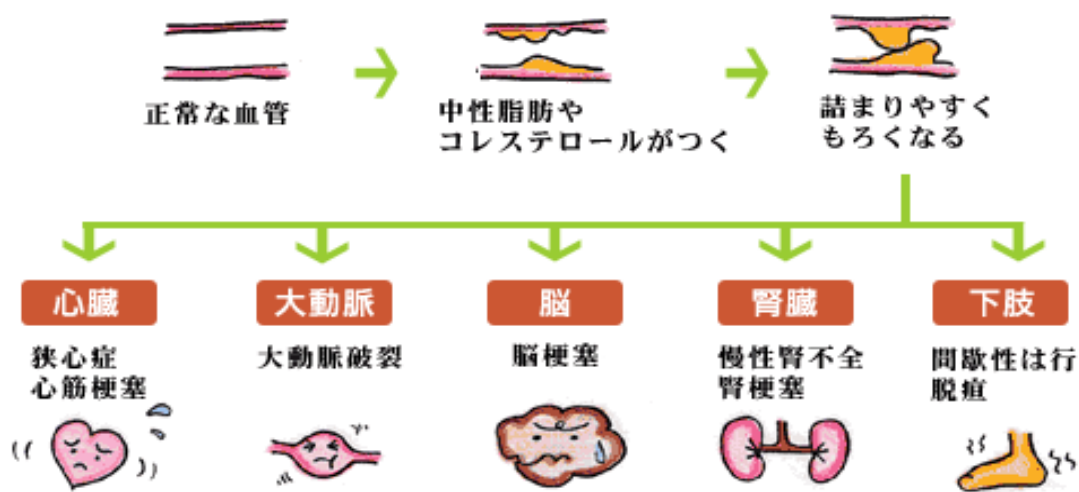 正常な血管
中性脂肪や
コレステロールがつく
詰まりやすく
もろくなる
心臓
大動脈
脳
腎臓
下肢
狭心症
心筋梗塞
大動脈破裂
脳梗塞
慢性腎不全
腎梗塞
間歇性は行
脱疽